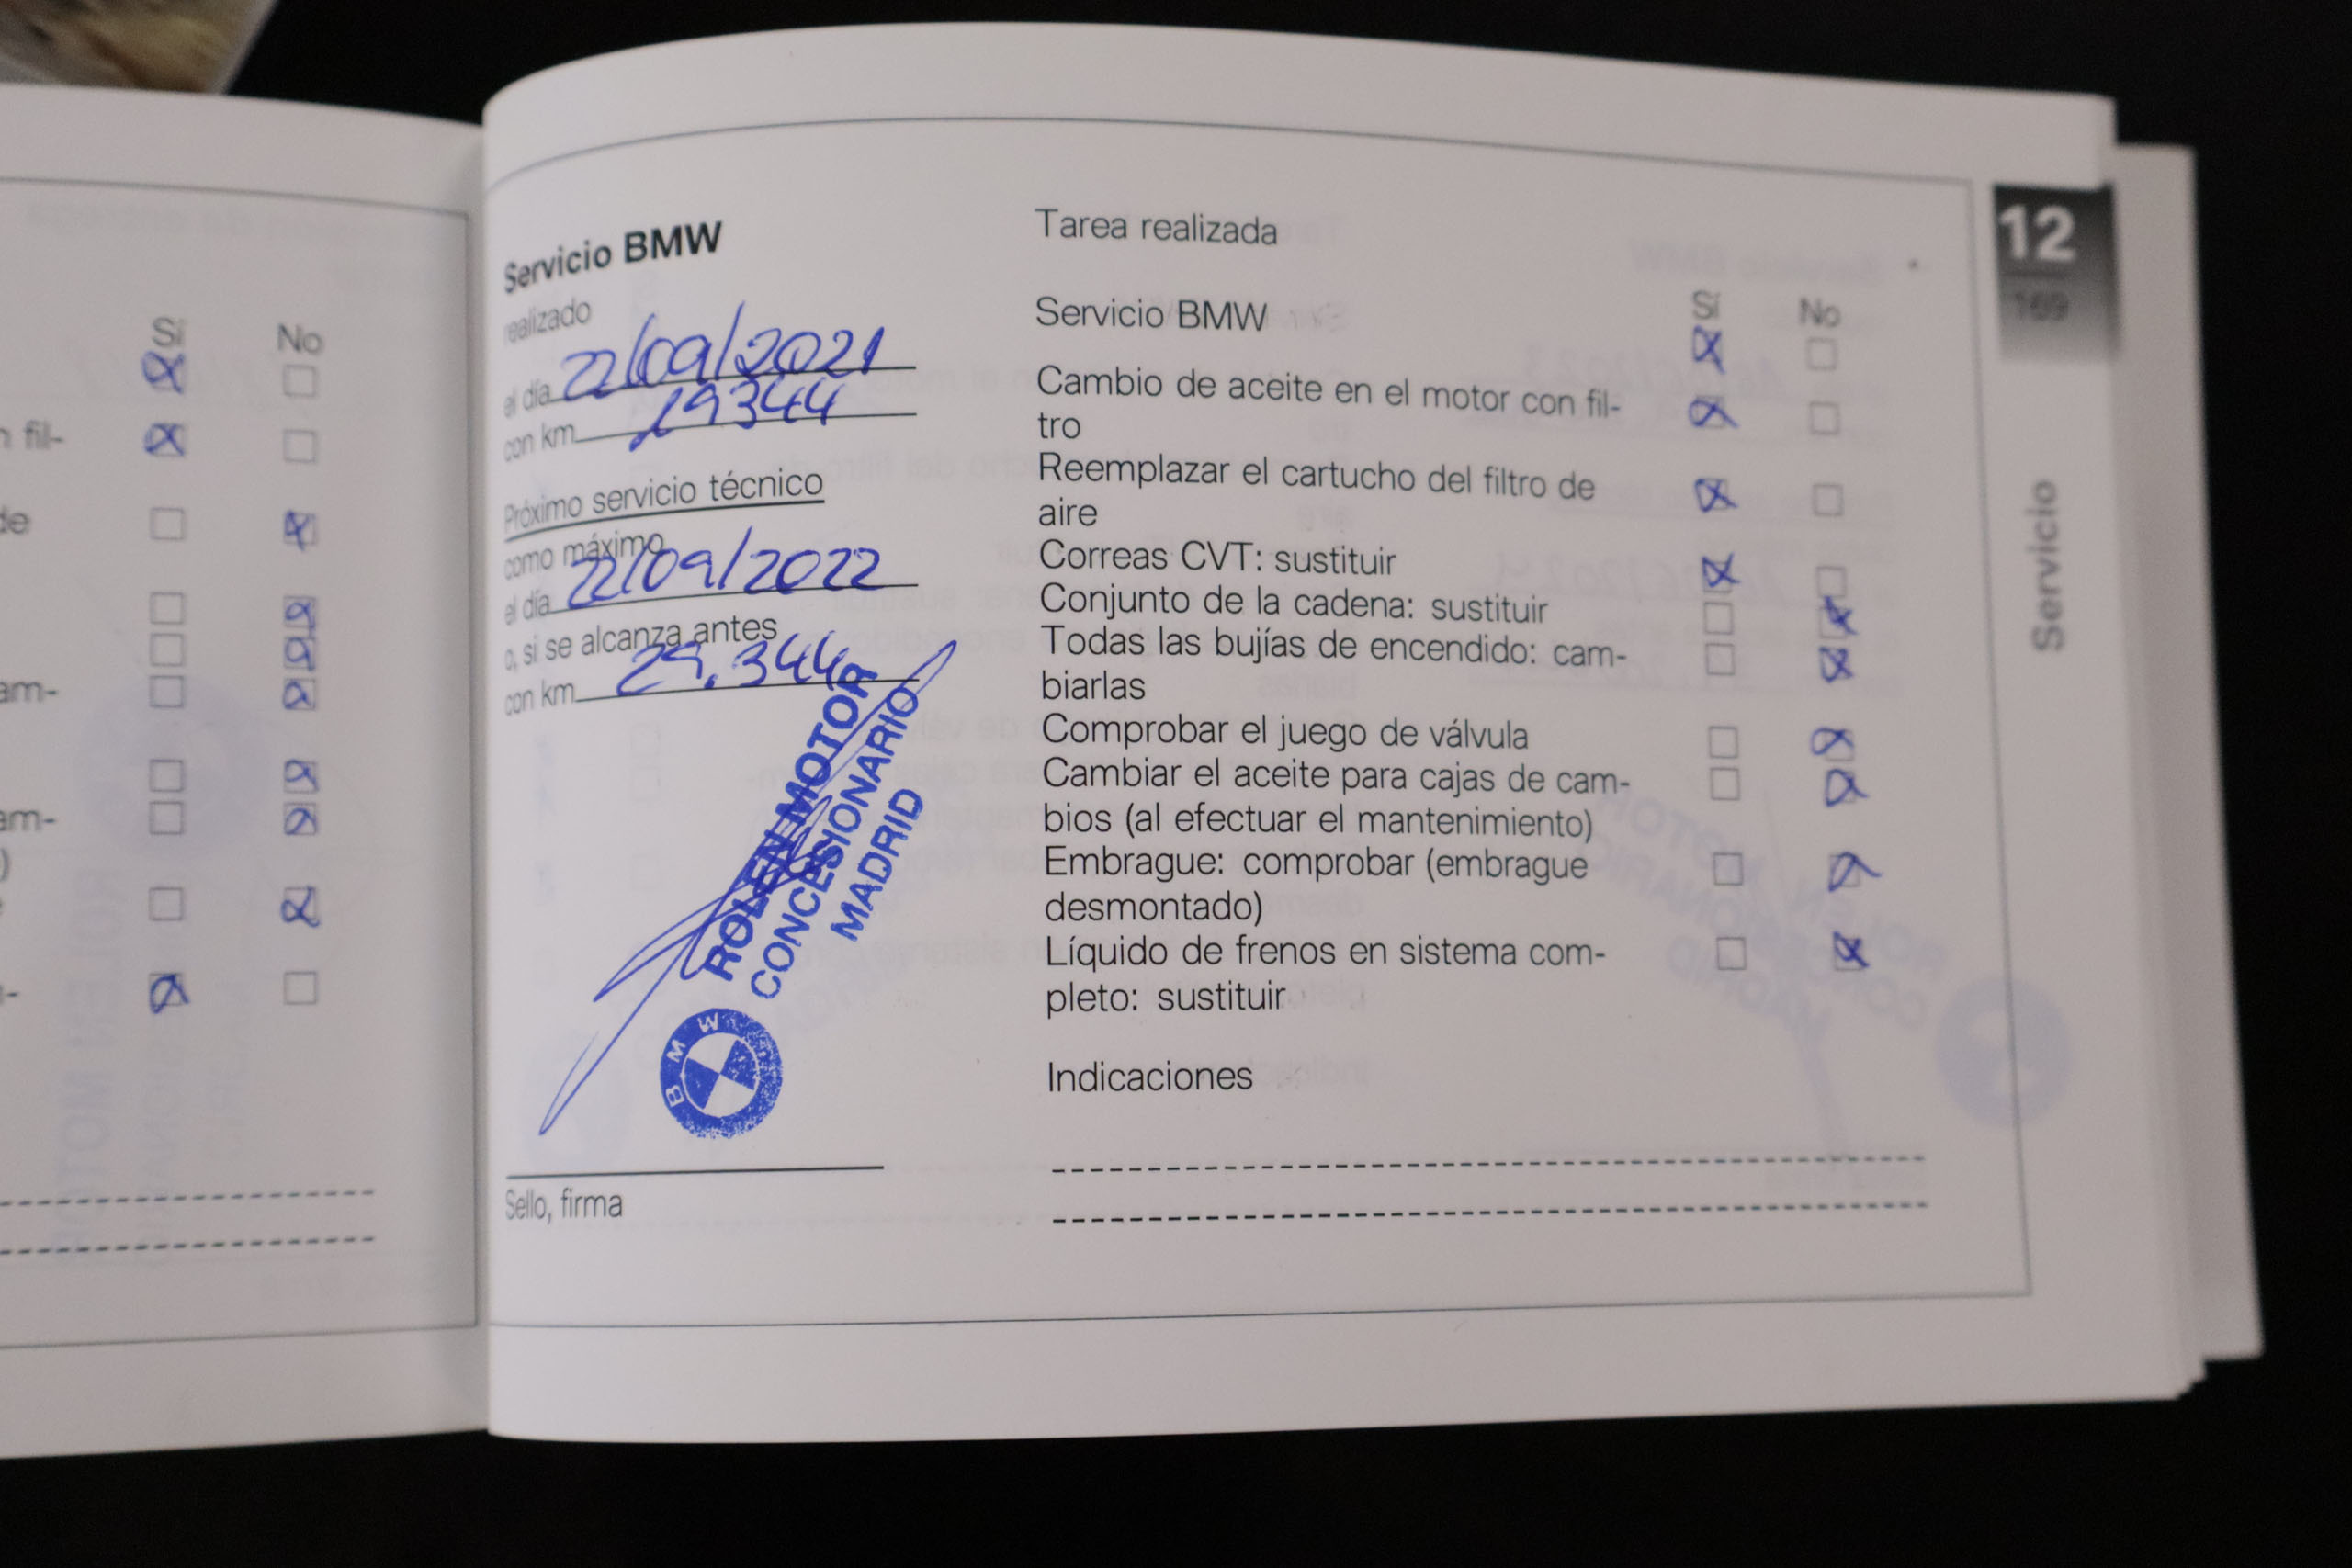 Sí No
n fil-
de
am-
am-
)
-
Servicio BMW
realizado
el día 22/09/2021
con km 19344
Próximo servicio técnico
como máximo
el día 22/09/2022
o, si se alcanza antes
con km 29.344
ROLEN MOTOR
CONCESIONARIO
MADRID
BMW
Sello, firma
Tarea realizada
Sí No
Servicio BMW
Cambio de aceite en el motor con fil-
tro
Reemplazar el cartucho del filtro de
aire
Correas CVT: sustituir
Conjunto de la cadena: sustituir
Todas las bujías de encendido: cam-
biarlas
Comprobar el juego de válvula
Cambiar el aceite para cajas de cam-
bios (al efectuar el mantenimiento)
Embrague: comprobar (embrague
desmontado)
Líquido de frenos en sistema com-
pleto: sustituir
Indicaciones
12
169
Servicio